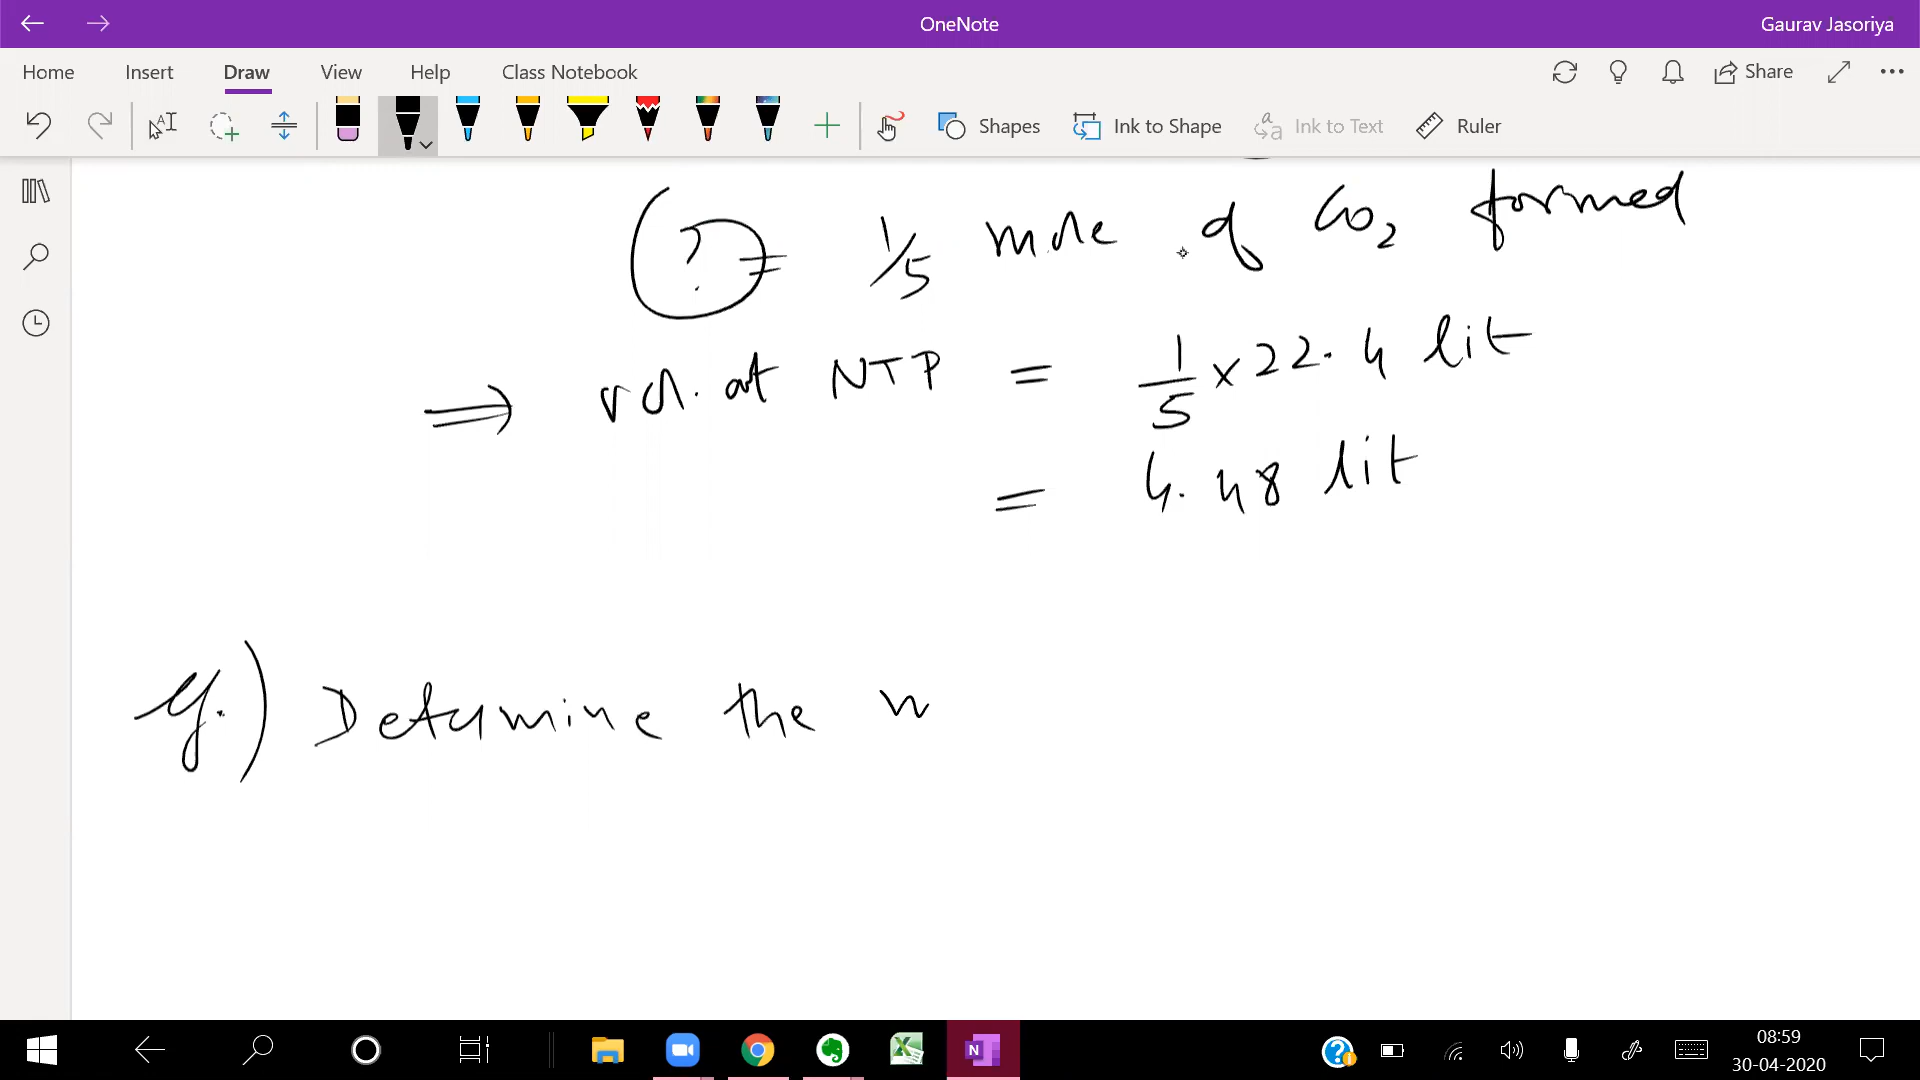 OneNote
Gaurav Jasoriya
Home Insert Draw View Help Class Notebook Share
Shapes Ink to Shape Ink to Text Ruler
? = 1/5 mole of CO2 formed
⇒ vol. at NTP = 1/5 × 22.4 lit
= 4.48 lit
Determine the w
08:59
30-04-2020